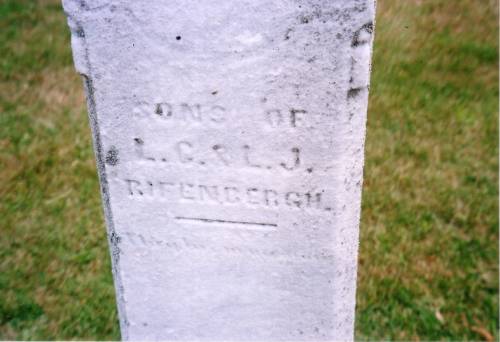 SONS OF
L.C. & L.J.
RIFENBERGH.